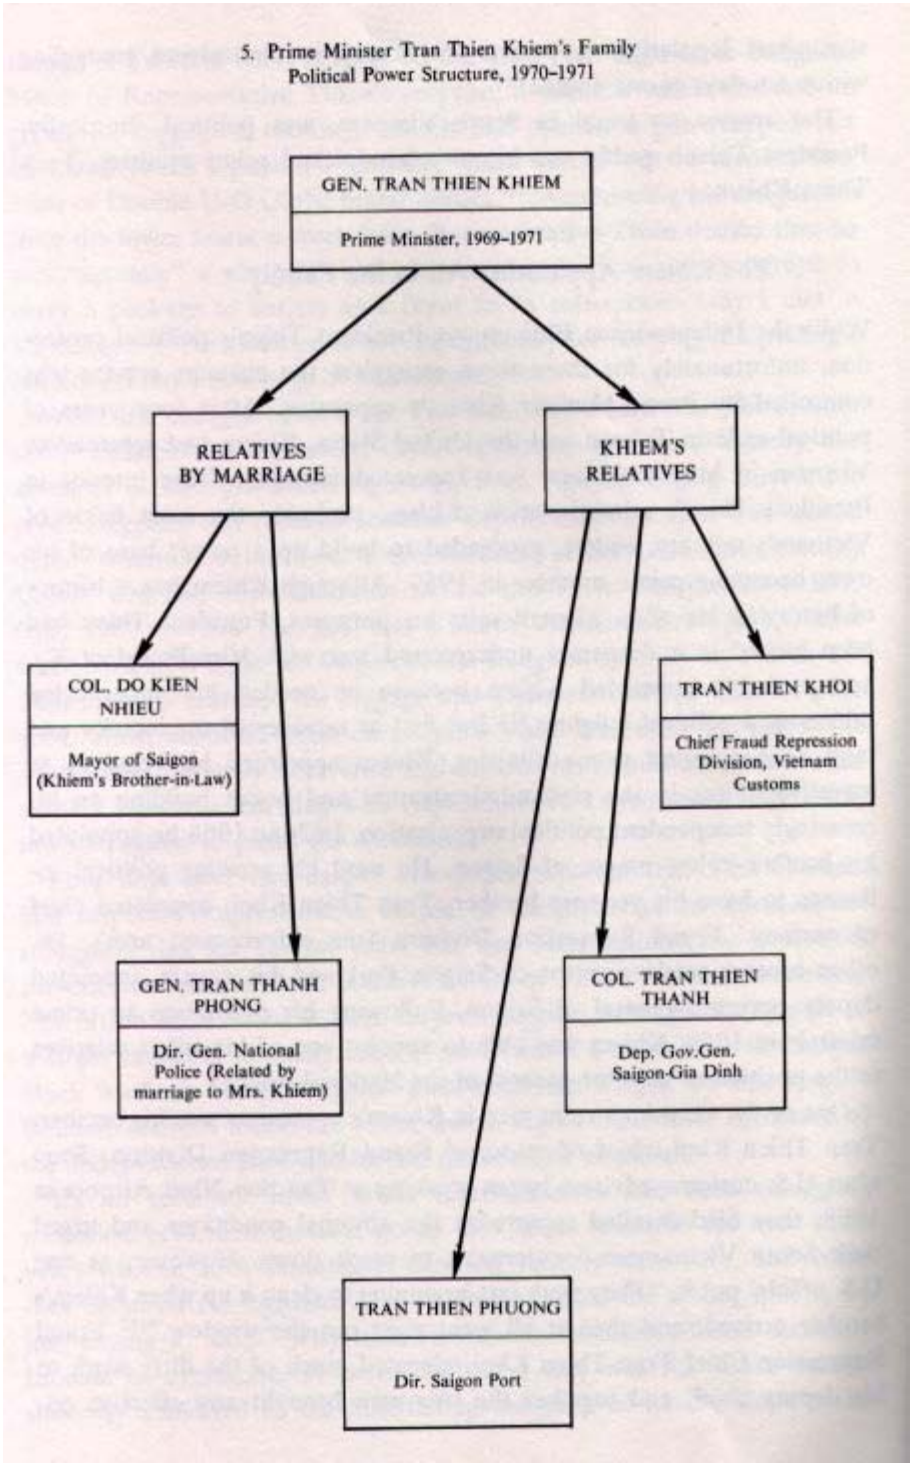 5. Prime Minister Tran Thien Khiem's Family
Political Power Structure, 1970–1971
GEN. TRAN THIEN KHIEM
Prime Minister, 1969–1971
RELATIVES
BY MARRIAGE
KHIEM'S
RELATIVES
COL. DO KIEN
NHIEU
Mayor of Saigon
(Khiem's Brother-in-Law)
TRAN THIEN KHOI
Chief Fraud Repression
Division, Vietnam
Customs
GEN. TRAN THANH
PHONG
Dir. Gen. National
Police (Related by
marriage to Mrs. Khiem)
COL. TRAN THIEN
THANH
Dep. Gov.Gen.
Saigon-Gia Dinh
TRAN THIEN PHUONG
Dir. Saigon Port